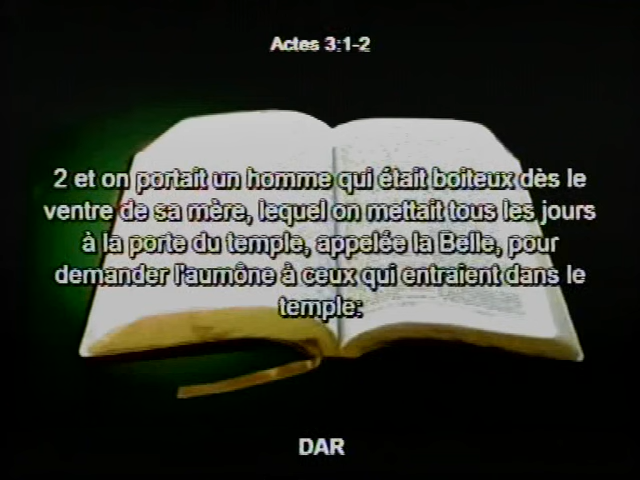 Actes 3:1-2
2 et on portait un homme qui était boiteux dès le
ventre de sa mère, lequel on mettait tous les jours
à la porte du temple, appelée la Belle, pour
demander l'aumône à ceux qui entraient dans le
temple:
DAR